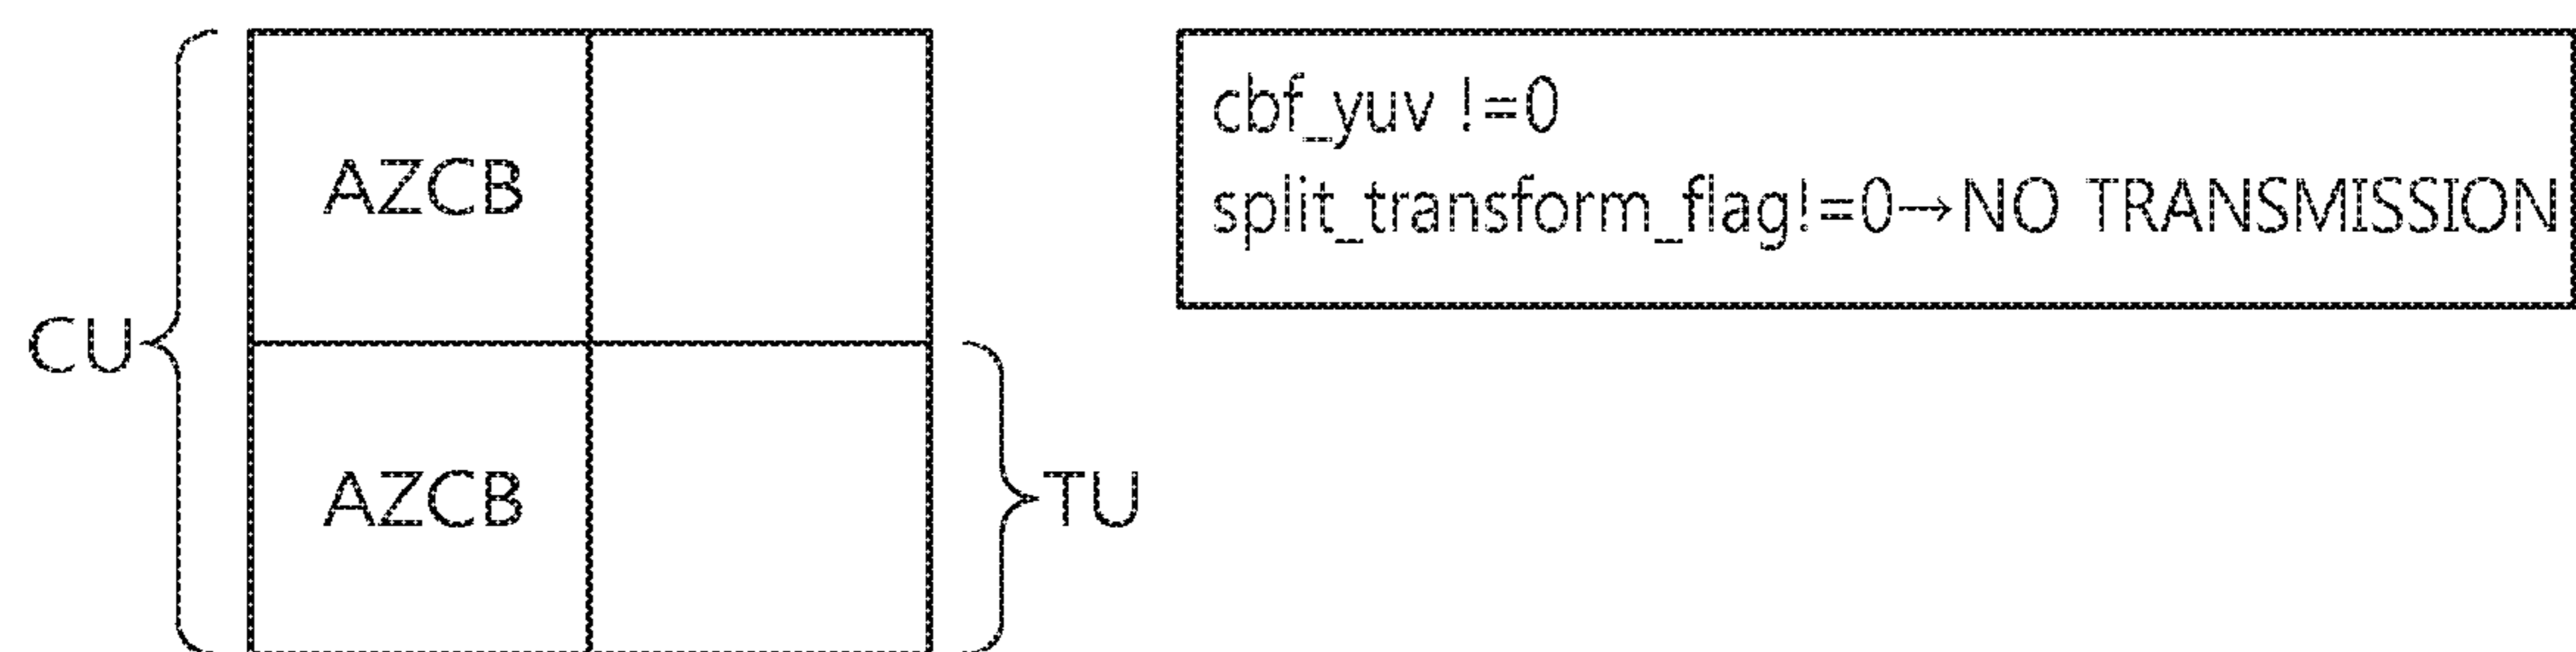 cbf_yuv !=0
split_transform_flag!=0→NO TRANSMISSION
AZCB
CU
AZCB
TU